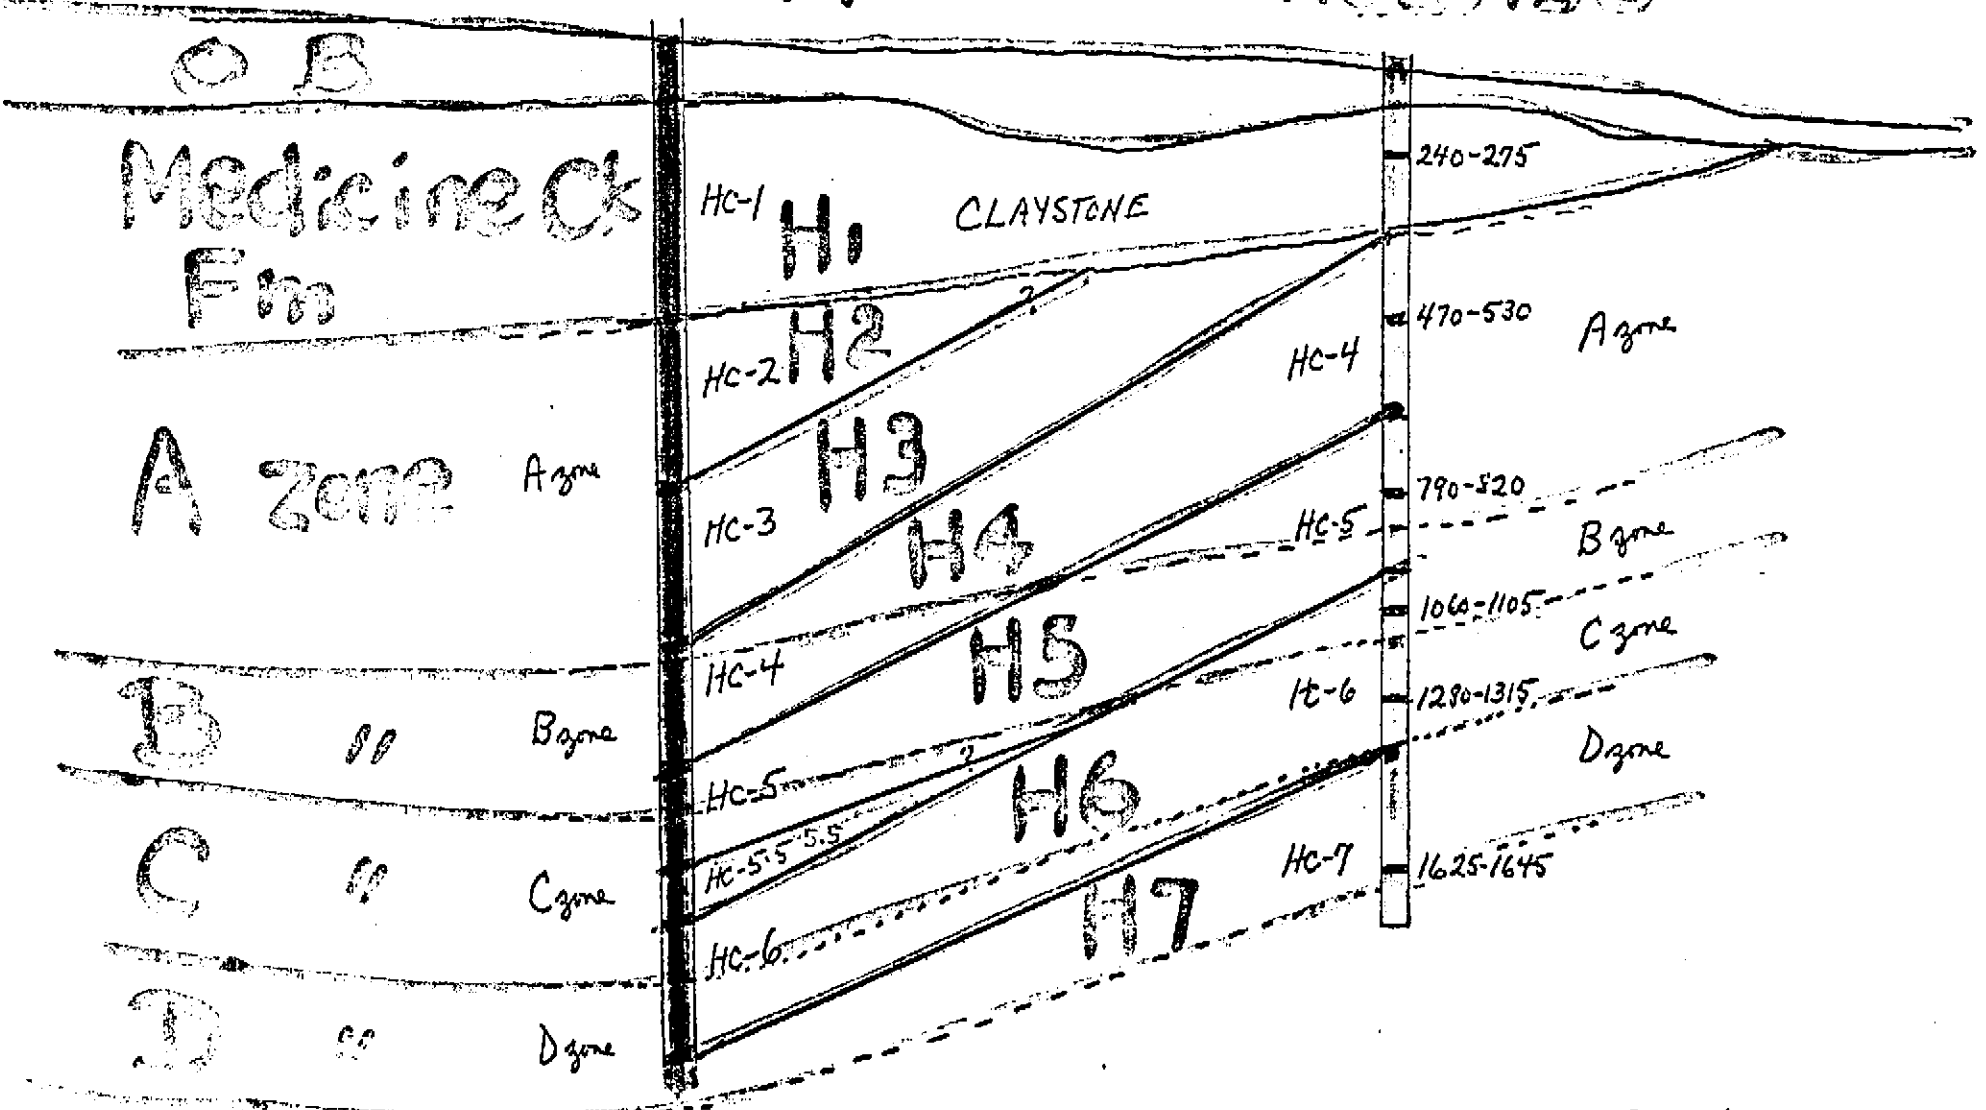 OB
240-275
Medicine Ck
Fm
HC-1
H1
CLAYSTONE
?
HC-2
H2
470-530
A zone
HC-4
A zone
A zone
H3
HC-3
H4
790-820
HC-5
B zone
1060-1105
C zone
HC-4
H5
B "
B zone
HC-6
1280-1315
D zone
?
HC-5
H6
HC-5.5
5.5
C "
C zone
HC-7
1625-1645
H7
HC-6
D "
D zone